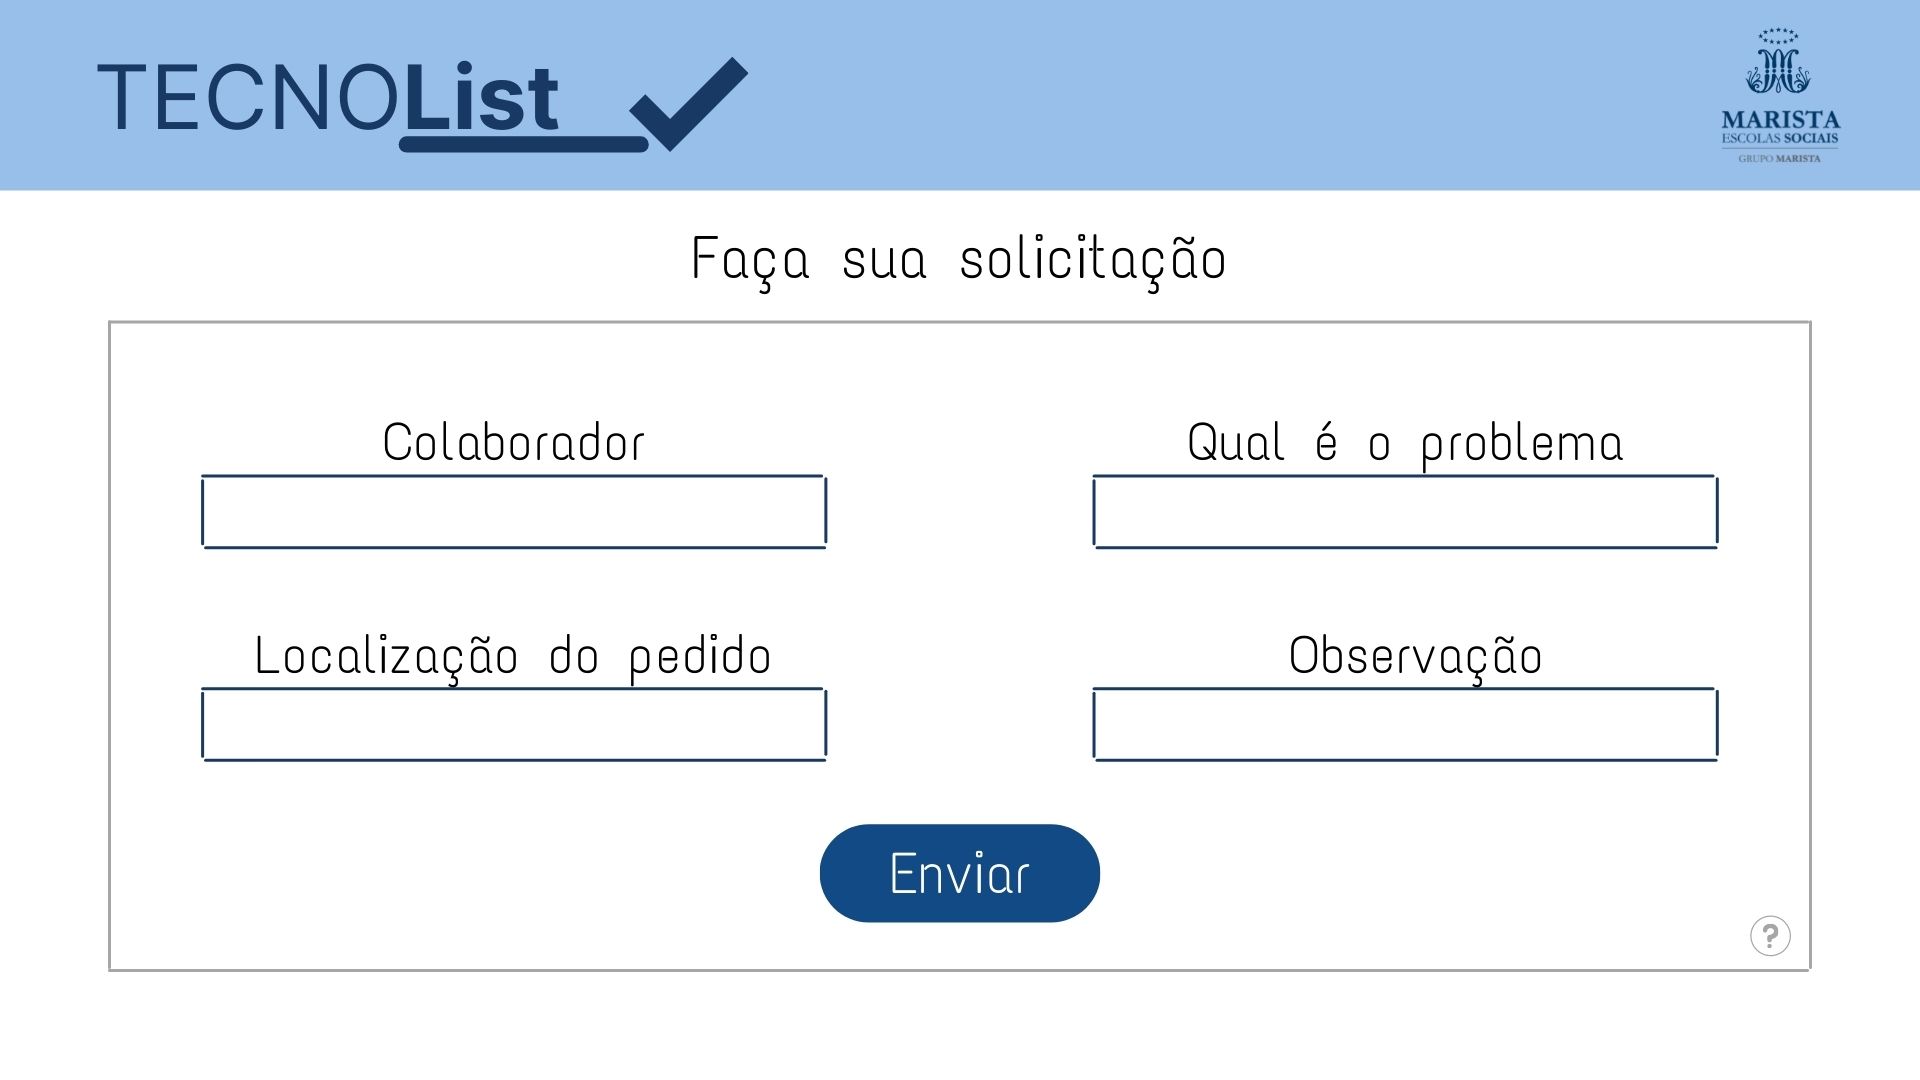 TECNOList
MARISTA
ESCOLAS SOCIAIS
GRUPO MARISTA
Faça sua solicitação
Colaborador
Qual é o problema
Localização do pedido
Observação
Enviar
?